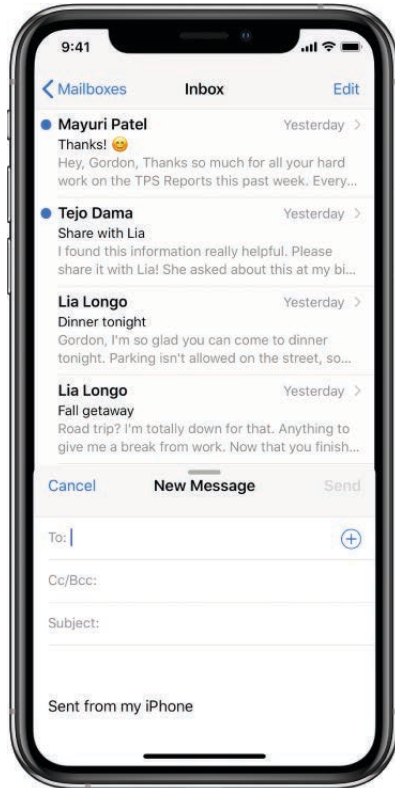 9:41
Mailboxes Inbox Edit
Mayuri Patel Yesterday
Thanks! 😊
Hey, Gordon, Thanks so much for all your hard
work on the TPS Reports this past week. Every...
Tejo Dama Yesterday
Share with Lia
I found this information really helpful. Please
share it with Lia! She asked about this at my bi...
Lia Longo Yesterday
Dinner tonight
Gordon, I'm so glad you can come to dinner
tonight. Parking isn't allowed on the street, so...
Lia Longo Yesterday
Fall getaway
Road trip? I'm totally down for that. Anything to
give me a break from work. Now that you finish...
Cancel New Message Send
To:
Cc/Bcc:
Subject:
Sent from my iPhone